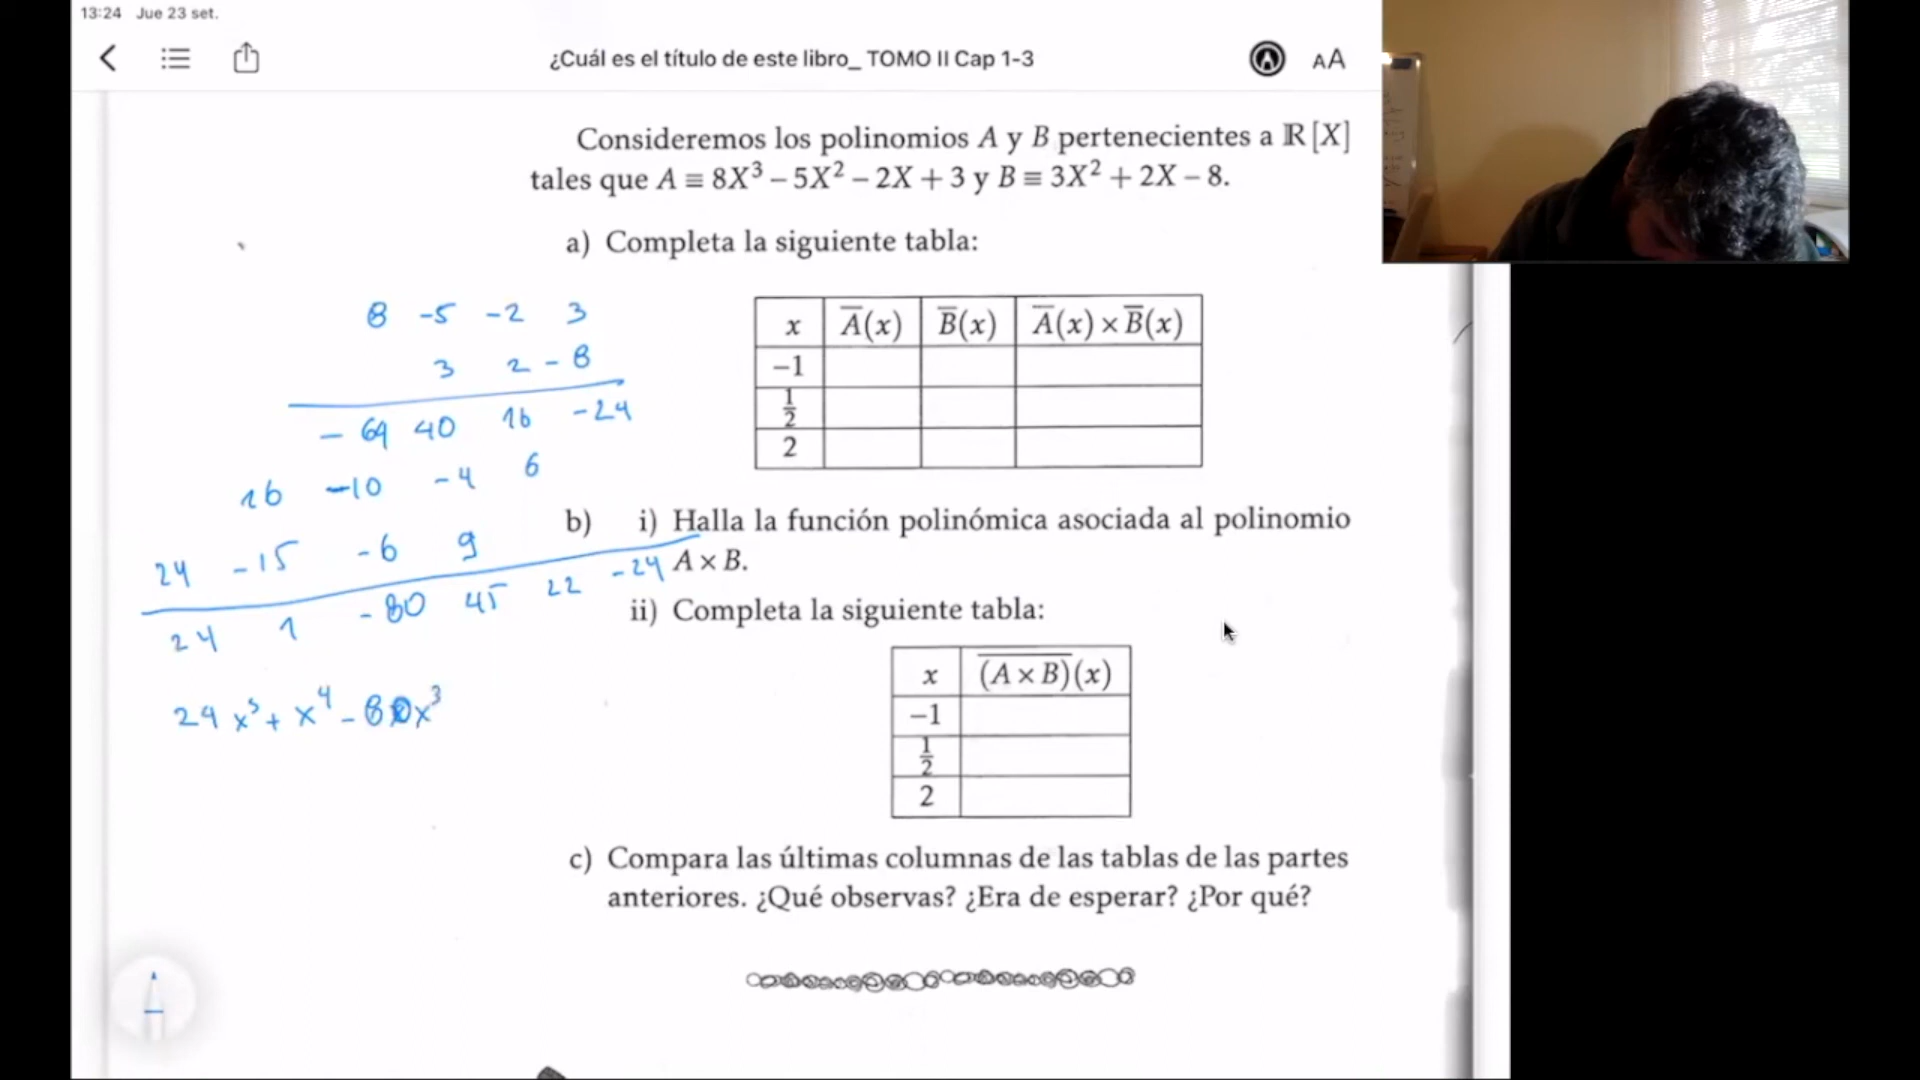 13:24 Jue 23 set.
¿Cuál es el título de este libro_ TOMO II Cap 1-3
AA
Consideremos los polinomios A y B pertenecientes a ℝ[X]
tales que A ≡ 8X³ – 5X² – 2X + 3 y B ≡ 3X² + 2X – 8.
a) Completa la siguiente tabla:
x A̅(x) B̅(x) A̅(x) × B̅(x)
−1
1/2
2
8 -5 -2 3
3 2 -8
-64 40 16 -24
16 -10 -4 6
24 -15 -6 9
24 1 -80 45 22 -24
24x⁵ + x⁴ - 80x³
b) i) Halla la función polinómica asociada al polinomio
A × B.
ii) Completa la siguiente tabla:
x (A × B)(x)
−1
1/2
2
c) Compara las últimas columnas de las tablas de las partes
anteriores. ¿Qué observas? ¿Era de esperar? ¿Por qué?